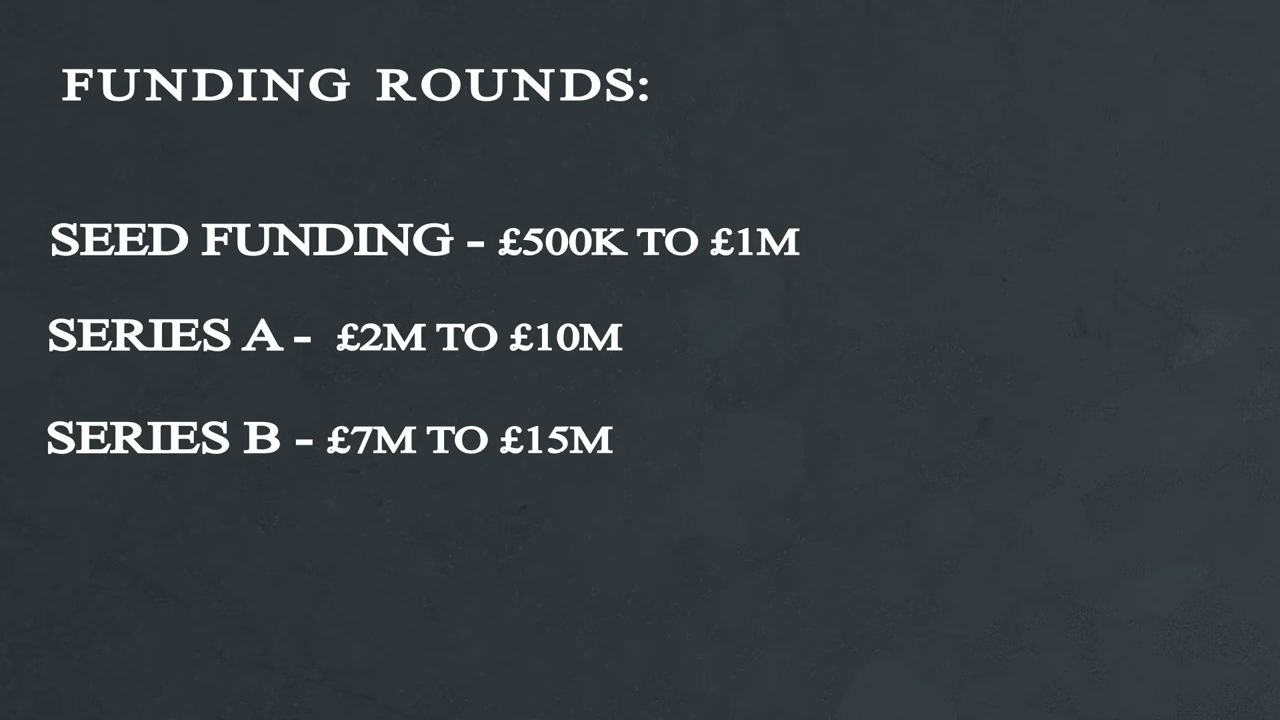 FUNDING ROUNDS:
SEED FUNDING - £500K TO £1M
SERIES A - £2M TO £10M
SERIES B - £7M TO £15M